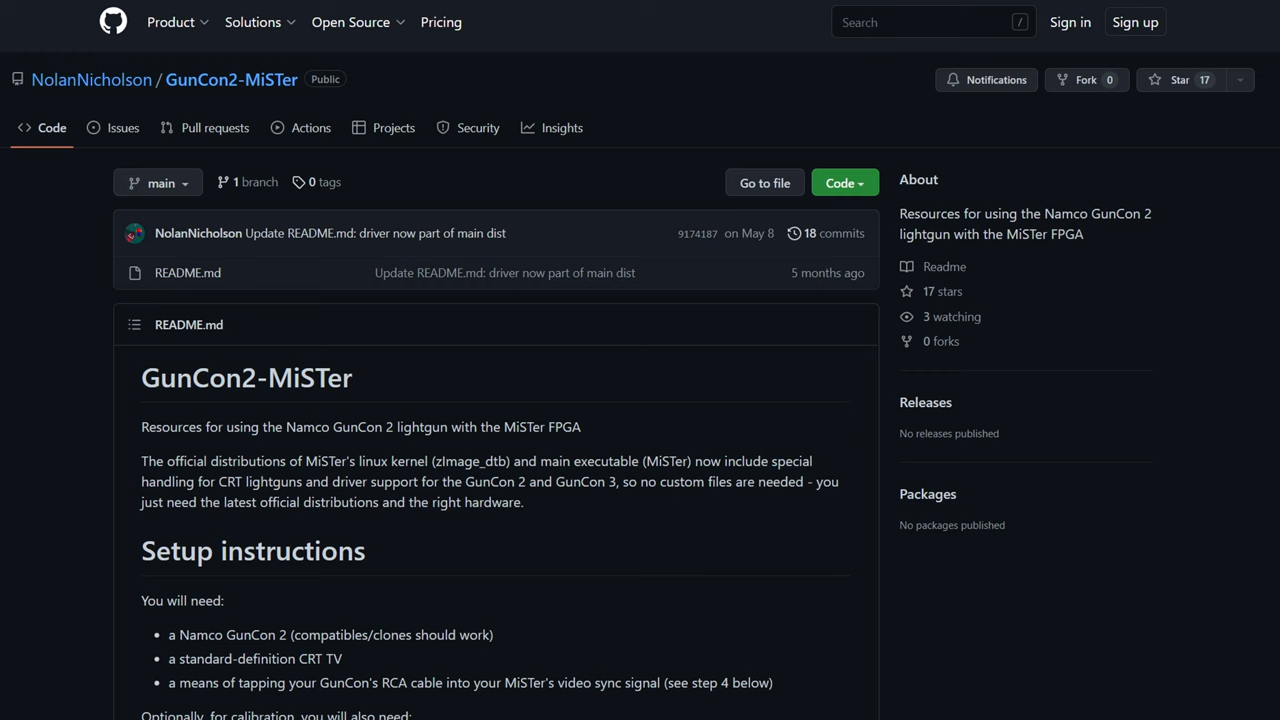 Product Solutions Open Source Pricing Search / Sign in Sign up
NolanNicholson / GunCon2-MiSTer Public Notifications Fork 0 Star 17
Code Issues Pull requests Actions Projects Security Insights
main 1 branch 0 tags Go to file Code
NolanNicholson Update README.md: driver now part of main dist 9174187 on May 8 18 commits
README.md Update README.md: driver now part of main dist 5 months ago
README.md
GunCon2-MiSTer
Resources for using the Namco GunCon 2 lightgun with the MiSTer FPGA
The official distributions of MiSTer's linux kernel (zImage_dtb) and main executable (MiSTer) now include special
handling for CRT lightguns and driver support for the GunCon 2 and GunCon 3, so no custom files are needed - you
just need the latest official distributions and the right hardware.
Setup instructions
You will need:
• a Namco GunCon 2 (compatibles/clones should work)
• a standard-definition CRT TV
• a means of tapping your GunCon's RCA cable into your MiSTer's video sync signal (see step 4 below)
Optionally, for calibration, you will also need:
About
Resources for using the Namco GunCon 2
lightgun with the MiSTer FPGA
Readme
17 stars
3 watching
0 forks
Releases
No releases published
Packages
No packages published